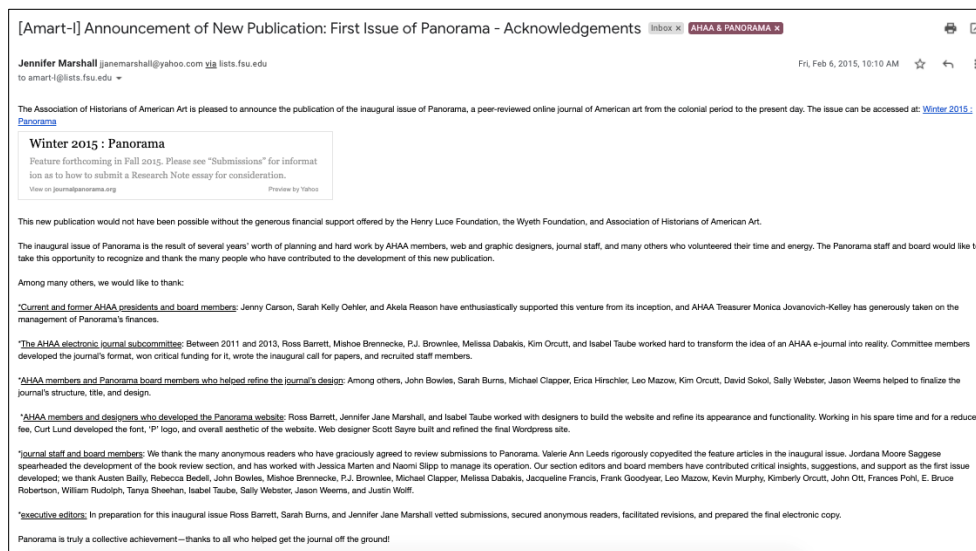 [Amart-l] Announcement of New Publication: First Issue of Panorama - Acknowledgements Inbox x AHAA & PANORAMA x
Jennifer Marshall jjanemarshall@yahoo.com via lists.fsu.edu Fri, Feb 6, 2015, 10:10 AM
to amart-l@lists.fsu.edu
The Association of Historians of American Art is pleased to announce the publication of the inaugural issue of Panorama, a peer-reviewed online journal of American art from the colonial period to the present day. The issue can be accessed at: Winter 2015 :
Panorama
Winter 2015 : Panorama
Feature forthcoming in Fall 2015. Please see “Submissions” for informat
ion as to how to submit a Research Note essay for consideration.
View on journalpanorama.org Preview by Yahoo
This new publication would not have been possible without the generous financial support offered by the Henry Luce Foundation, the Wyeth Foundation, and Association of Historians of American Art.
The inaugural issue of Panorama is the result of several years' worth of planning and hard work by AHAA members, web and graphic designers, journal staff, and many others who volunteered their time and energy. The Panorama staff and board would like to
take this opportunity to recognize and thank the many people who have contributed to the development of this new publication.
Among many others, we would like to thank:
*Current and former AHAA presidents and board members: Jenny Carson, Sarah Kelly Oehler, and Akela Reason have enthusiastically supported this venture from its inception, and AHAA Treasurer Monica Jovanovich-Kelley has generously taken on the
management of Panorama's finances.
*The AHAA electronic journal subcommittee: Between 2011 and 2013, Ross Barrett, Mishoe Brennecke, P.J. Brownlee, Melissa Dabakis, Kim Orcutt, and Isabel Taube worked hard to transform the idea of an AHAA e-journal into reality. Committee members
developed the journal's format, won critical funding for it, wrote the inaugural call for papers, and recruited staff members.
*AHAA members and Panorama board members who helped refine the journal's design: Among others, John Bowles, Sarah Burns, Michael Clapper, Erica Hirschler, Leo Mazow, Kim Orcutt, David Sokol, Sally Webster, Jason Weems helped to finalize the
journal's structure, title, and design.
*AHAA members and designers who developed the Panorama website: Ross Barrett, Jennifer Jane Marshall, and Isabel Taube worked with designers to build the website and refine its appearance and functionality. Working in his spare time and for a reduce
fee, Curt Lund developed the font, 'P' logo, and overall aesthetic of the website. Web designer Scott Sayre built and refined the final Wordpress site.
*journal staff and board members: We thank the many anonymous readers who have graciously agreed to review submissions to Panorama. Valerie Ann Leeds rigorously copyedited the feature articles in the inaugural issue. Jordana Moore Saggese
spearheaded the development of the book review section, and has worked with Jessica Marten and Naomi Slipp to manage its operation. Our section editors and board members have contributed critical insights, suggestions, and support as the first issue
developed; we thank Austen Bailly, Rebecca Bedell, John Bowles, Mishoe Brennecke, P.J. Brownlee, Michael Clapper, Melissa Dabakis, Jacqueline Francis, Frank Goodyear, Leo Mazow, Kevin Murphy, Kimberly Orcutt, John Ott, Frances Pohl, E. Bruce
Robertson, William Rudolph, Tanya Sheehan, Isabel Taube, Sally Webster, Jason Weems, and Justin Wolff.
*executive editors: In preparation for this inaugural issue Ross Barrett, Sarah Burns, and Jennifer Jane Marshall vetted submissions, secured anonymous readers, facilitated revisions, and prepared the final electronic copy.
Panorama is truly a collective achievement—thanks to all who helped get the journal off the ground!